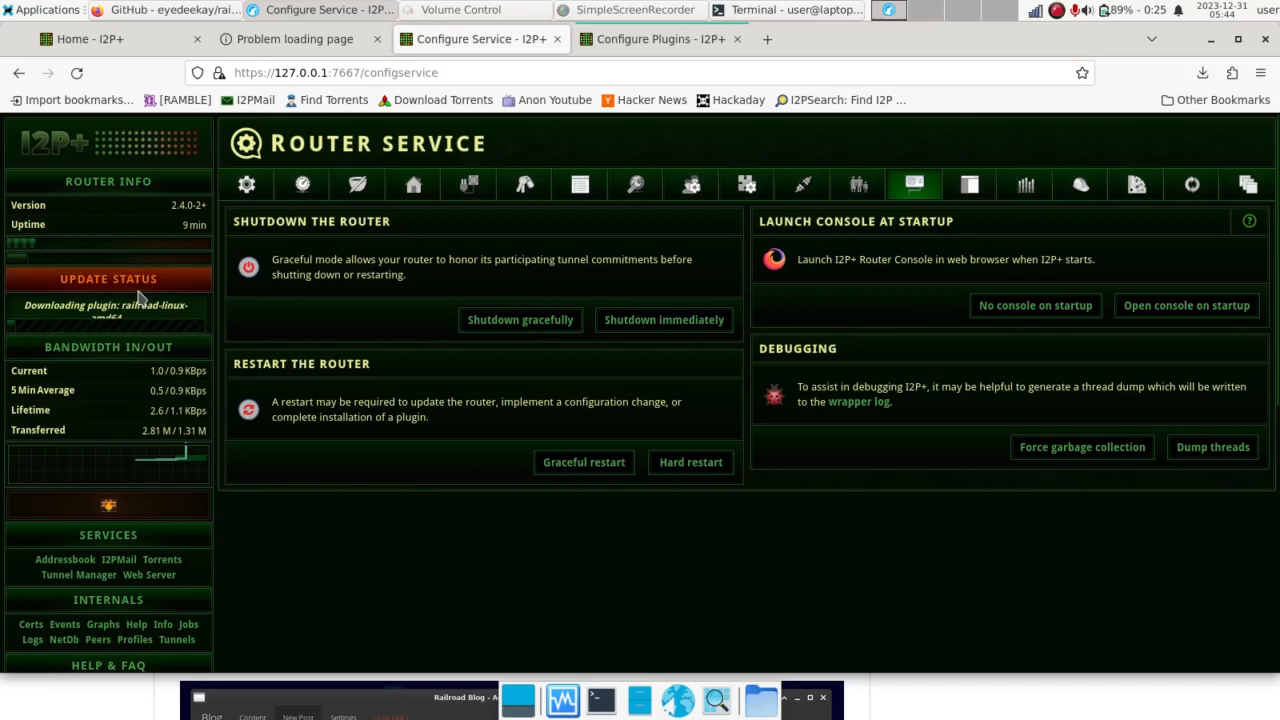 Applications
GitHub - eyedeekay/rai...
Configure Service - I2P...
Volume Control
SimpleScreenRecorder
Terminal - user@laptop...
89% - 0:25
2023-12-31
05:44
user
Home - I2P+
Problem loading page
Configure Service - I2P+
Configure Plugins - I2P+
https://127.0.0.1:7667/configservice
Import bookmarks...
[RAMBLE]
I2PMail
Find Torrents
Download Torrents
Anon Youtube
Hacker News
Hackaday
I2PSearch: Find I2P ...
Other Bookmarks
I2P+
ROUTER SERVICE
ROUTER INFO
Version 2.4.0-2+
Uptime 9 min
UPDATE STATUS
Downloading plugin: railroad-linux-
amd64
BANDWIDTH IN/OUT
Current 1.0 / 0.9 KBps
5 Min Average 0.5 / 0.9 KBps
Lifetime 2.6 / 1.1 KBps
Transferred 2.81 M / 1.31 M
SERVICES
Addressbook I2PMail Torrents
Tunnel Manager Web Server
INTERNALS
Certs Events Graphs Help Info Jobs
Logs NetDb Peers Profiles Tunnels
HELP & FAQ
SHUTDOWN THE ROUTER
Graceful mode allows your router to honor its participating tunnel commitments before
shutting down or restarting.
Shutdown gracefully
Shutdown immediately
RESTART THE ROUTER
A restart may be required to update the router, implement a configuration change, or
complete installation of a plugin.
Graceful restart
Hard restart
LAUNCH CONSOLE AT STARTUP
Launch I2P+ Router Console in web browser when I2P+ starts.
No console on startup
Open console on startup
DEBUGGING
To assist in debugging I2P+, it may be helpful to generate a thread dump which will be written
to the wrapper log.
Force garbage collection
Dump threads
Railroad Blog - A
Blog
Content
New Post
Settings